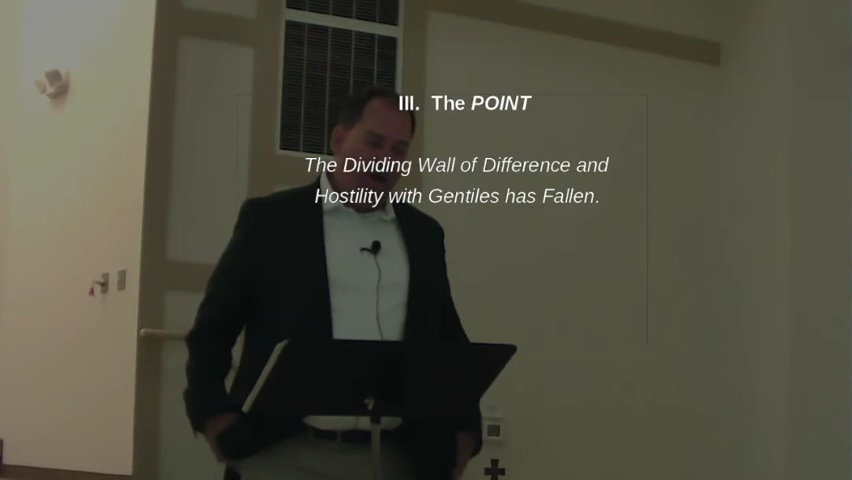 III. The POINT
The Dividing Wall of Difference and
Hostility with Gentiles has Fallen.